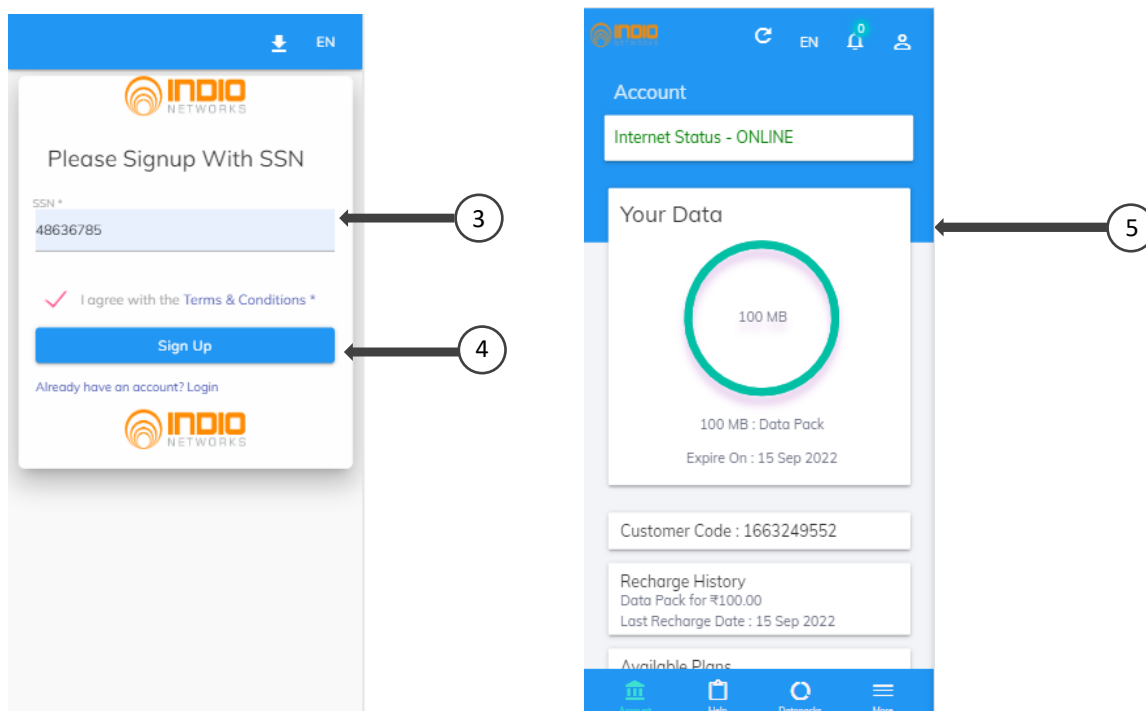 EN
INDIO
NETWORKS
Please Signup With SSN
SSN *
48636785
I agree with the Terms & Conditions *
Sign Up
Already have an account? Login
INDIO
NETWORKS
3
4
INDIO
NETWORKS
EN
0
Account
Internet Status - ONLINE
Your Data
100 MB
100 MB : Data Pack
Expire On : 15 Sep 2022
Customer Code : 1663249552
Recharge History
Data Pack for ₹100.00
Last Recharge Date : 15 Sep 2022
Available Plans
Account Help Datapacks More
5